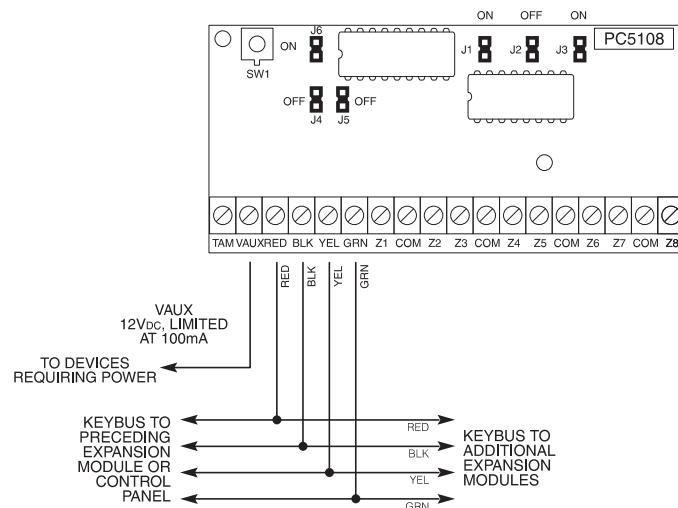 ON OFF ON
J6
PC5108
ON
J1 J2 J3
SW1
OFF OFF
J4 J5
TAM VAUX RED BLK YEL GRN Z1 COM Z2 Z3 COM Z4 Z5 COM Z6 Z7 COM Z8
RED
BLK
YEL
GRN
VAUX
12VDC, LIMITED
AT 100mA
TO DEVICES
REQUIRING POWER
KEYBUS TO
PRECEDING
EXPANSION
MODULE OR
CONTROL
PANEL
RED
BLK
YEL
GRN
KEYBUS TO
ADDITIONAL
EXPANSION
MODULES